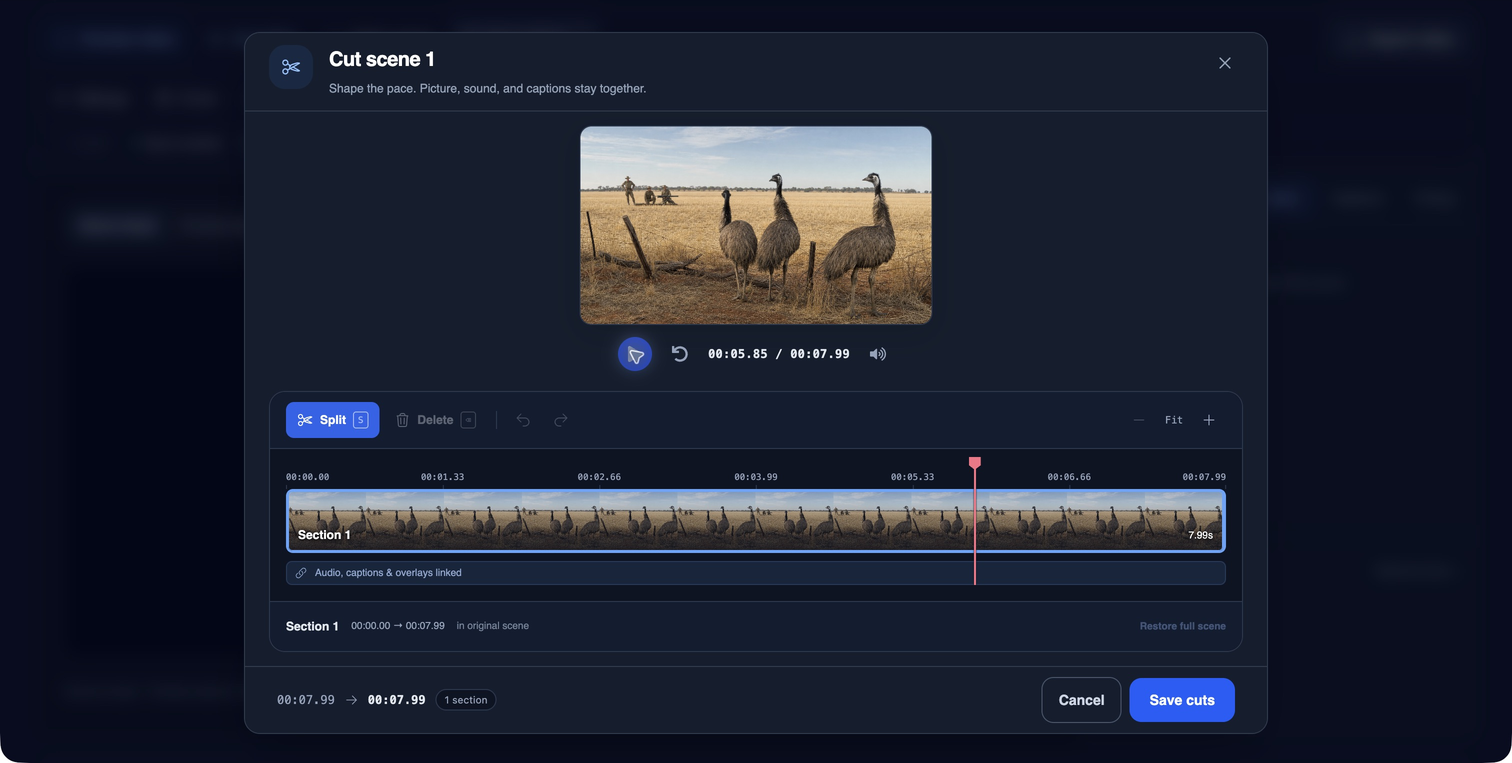 Cut scene 1
Shape the pace. Picture, sound, and captions stay together.
00:05.85 / 00:07.99
Split S Delete Fit
00:00.00 00:01.33 00:02.66 00:03.99 00:05.33 00:06.66 00:07.99
Section 1 7.99s
Audio, captions & overlays linked
Section 1 00:00.00 → 00:07.99 in original scene Restore full scene
00:07.99 → 00:07.99 1 section Cancel Save cuts